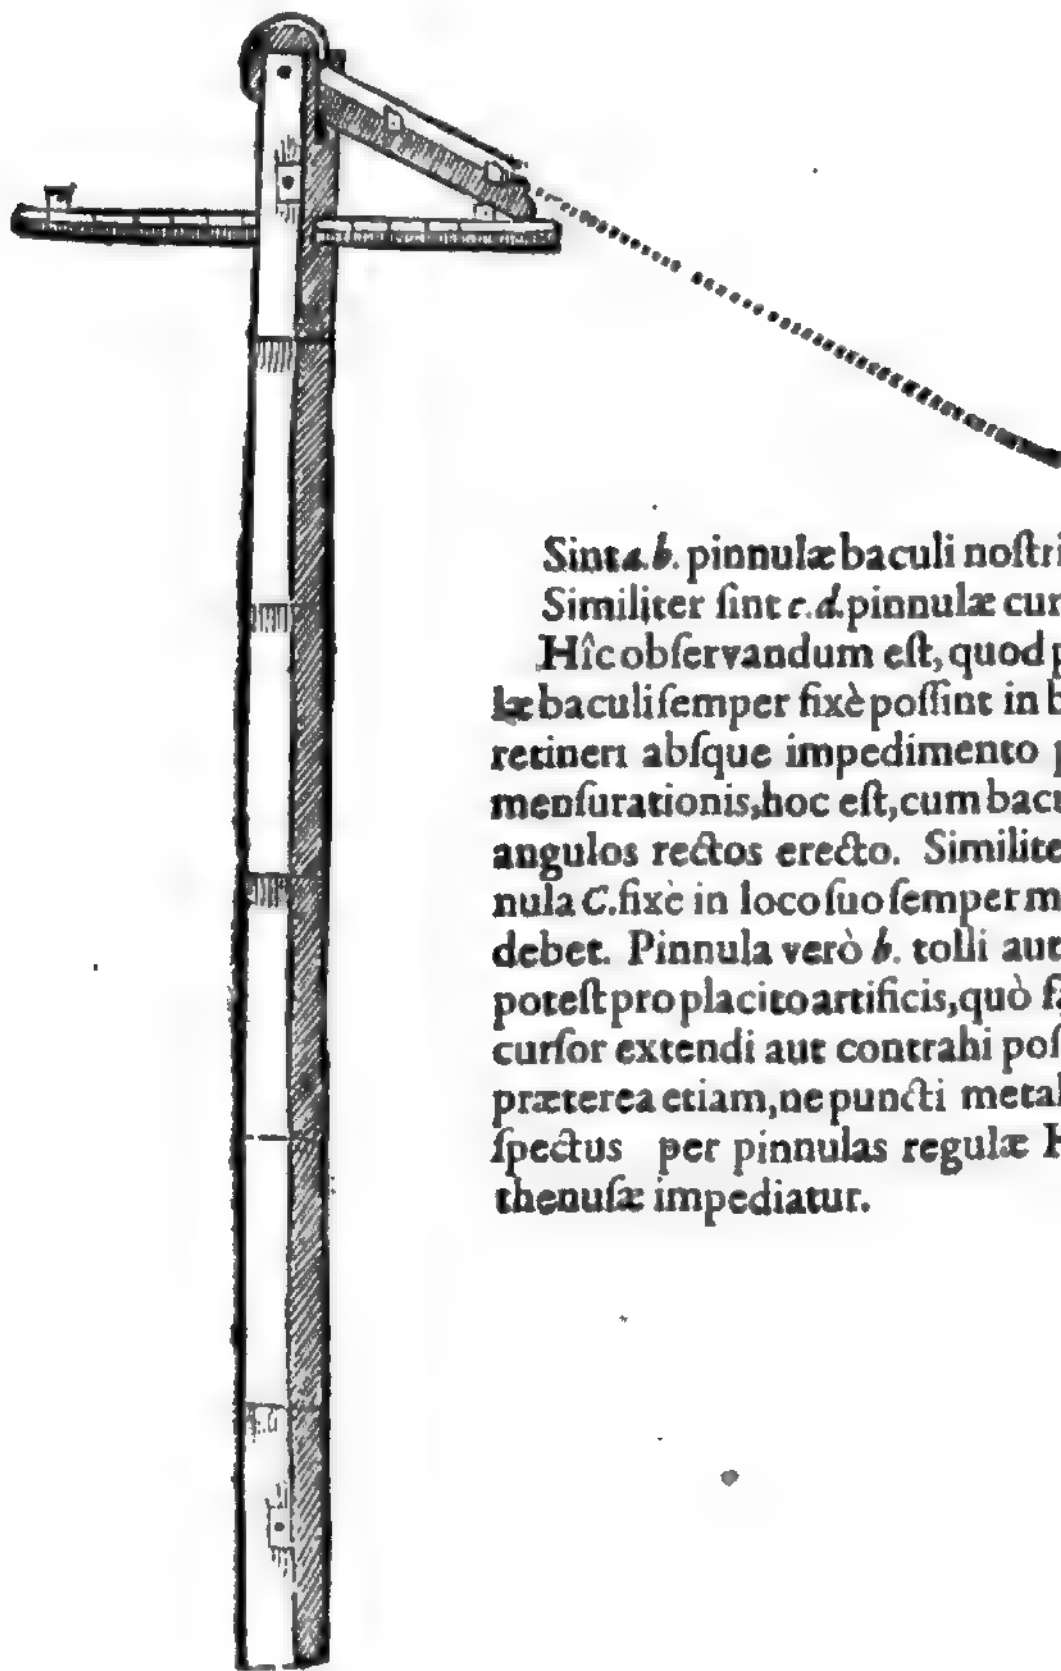 Sint a.b. pinnulæ baculi noſtri
Similiter ſint c.d. pinnulæ cur
Hîc obſervandum eſt, quod p
læ baculi ſemper fixè poſſint in b
retineri abſque impedimento p
menſurationis, hoc eſt, cum bacu
angulos rectos erecto. Similite
nula C. fixè in loco ſuo ſemper m
debet. Pinnula verò b. tolli aut
poteſt pro placito artificis, quò fa
curſor extendi aut contrahi poſ
præterea etiam, ne puncti metal
ſpectus per pinnulas regulæ H
thenuſæ impediatur.